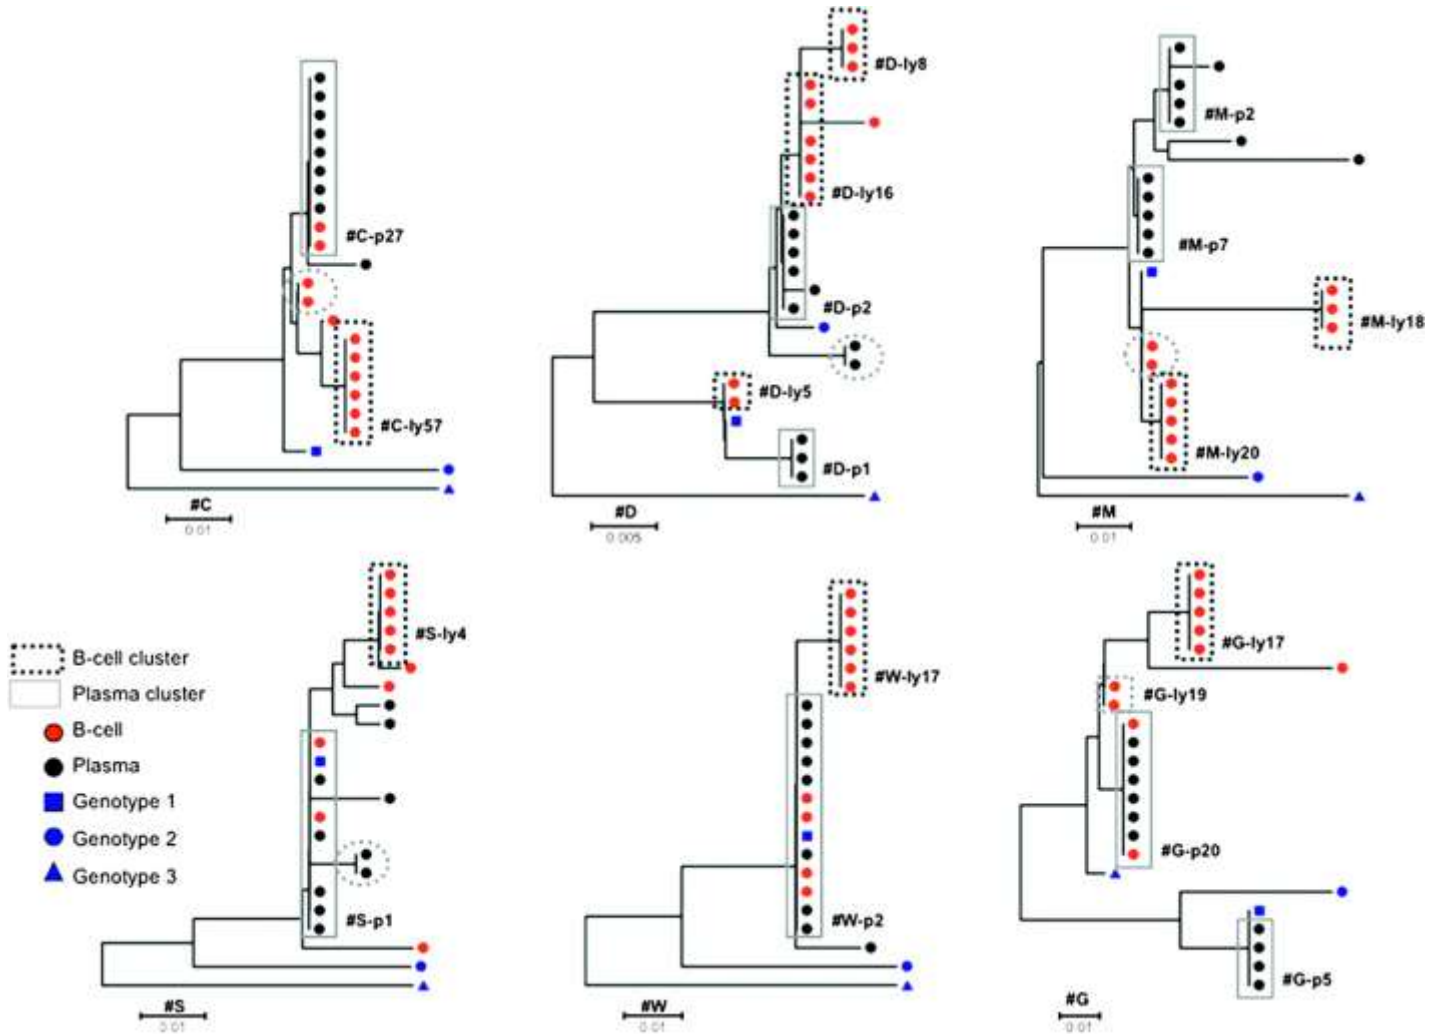 #D-ly8
#M-p2
#D-ly16
#C-p27
#M-p7
#D-p2
#M-ly18
#D-ly5
#C-ly57
#M-ly20
#D-p1
#C
0.01
#D
0.005
#M
0.01
#S-ly4
#G-ly17
B-cell cluster
#W-ly17
Plasma cluster
#G-ly19
B-cell
Plasma
Genotype 1
Genotype 2
#G-p20
Genotype 3
#S-p1
#W-p2
#G-p5
#S
0.01
#W
0.01
#G
0.01